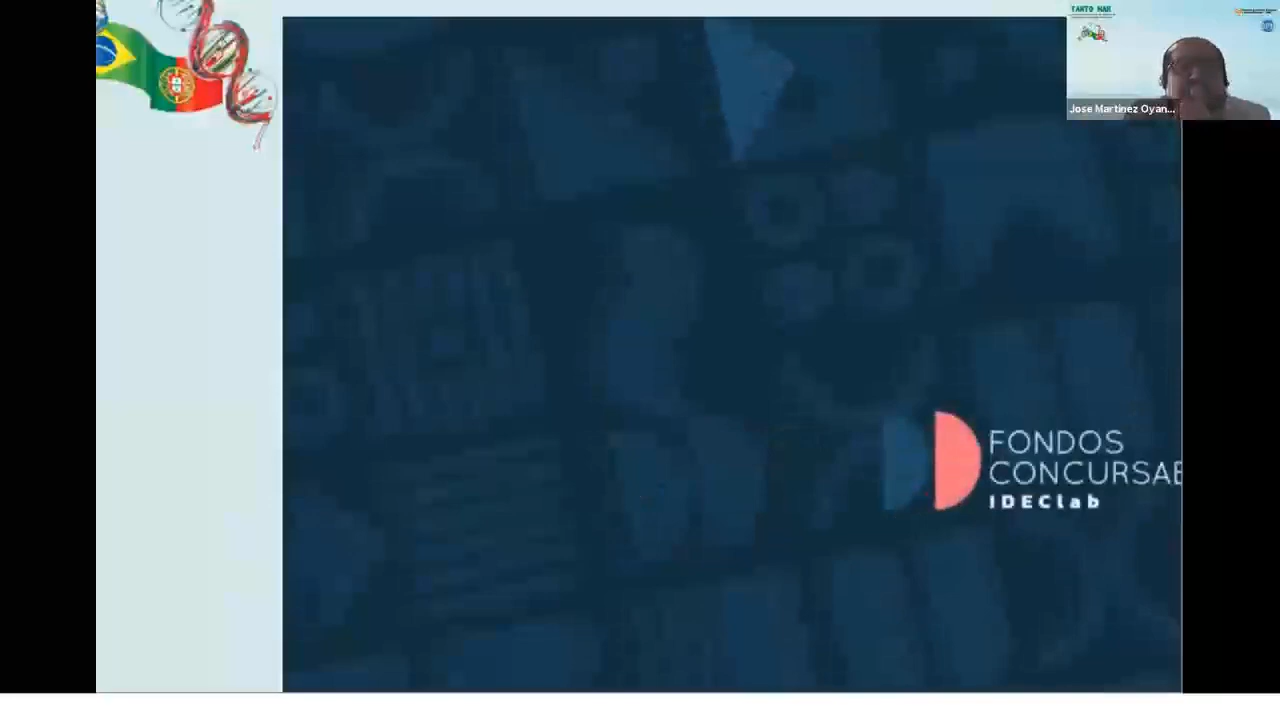 TANTO MAR
Jose Martinez Oyan...
FONDOS
CONCURSAB
IDEClab